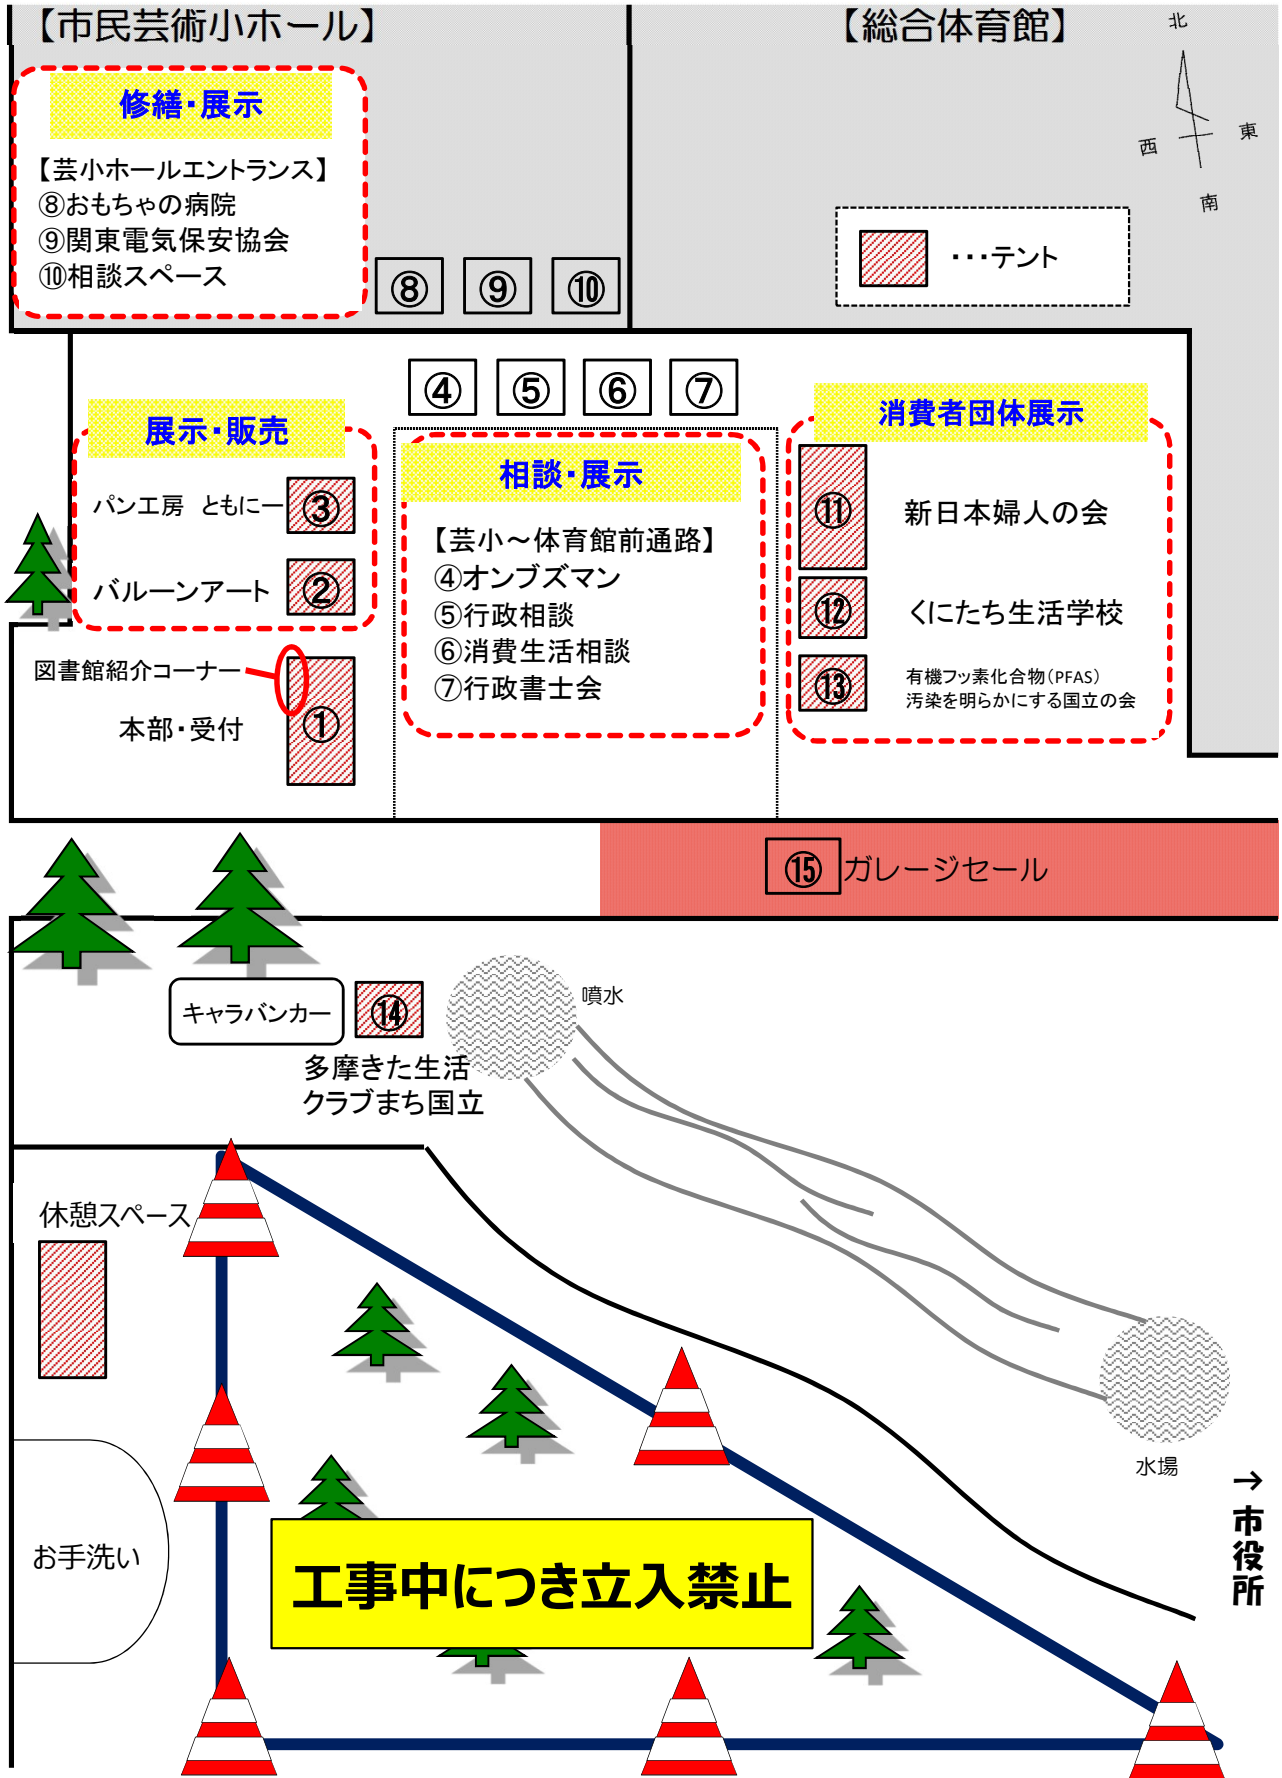 【市民芸術小ホール】
【総合体育館】
北
西
東
南
修繕・展示
【芸小ホールエントランス】
⑧おもちゃの病院
⑨関東電気保安協会
⑩相談スペース
・・・テント
⑧
⑨
⑩
④
⑤
⑥
⑦
展示・販売
パン工房 ともにー
③
バルーンアート
②
図書館紹介コーナー
本部・受付
①
相談・展示
【芸小～体育館前通路】
④オンブズマン
⑤行政相談
⑥消費生活相談
⑦行政書士会
消費者団体展示
⑪
新日本婦人の会
⑫
くにたち生活学校
⑬
有機フッ素化合物(PFAS)
汚染を明らかにする国立の会
⑮
ガレージセール
キャラバンカー
⑭
多摩きた生活
クラブまち国立
噴水
休憩スペース
水場
→市役所
お手洗い
工事中につき立入禁止